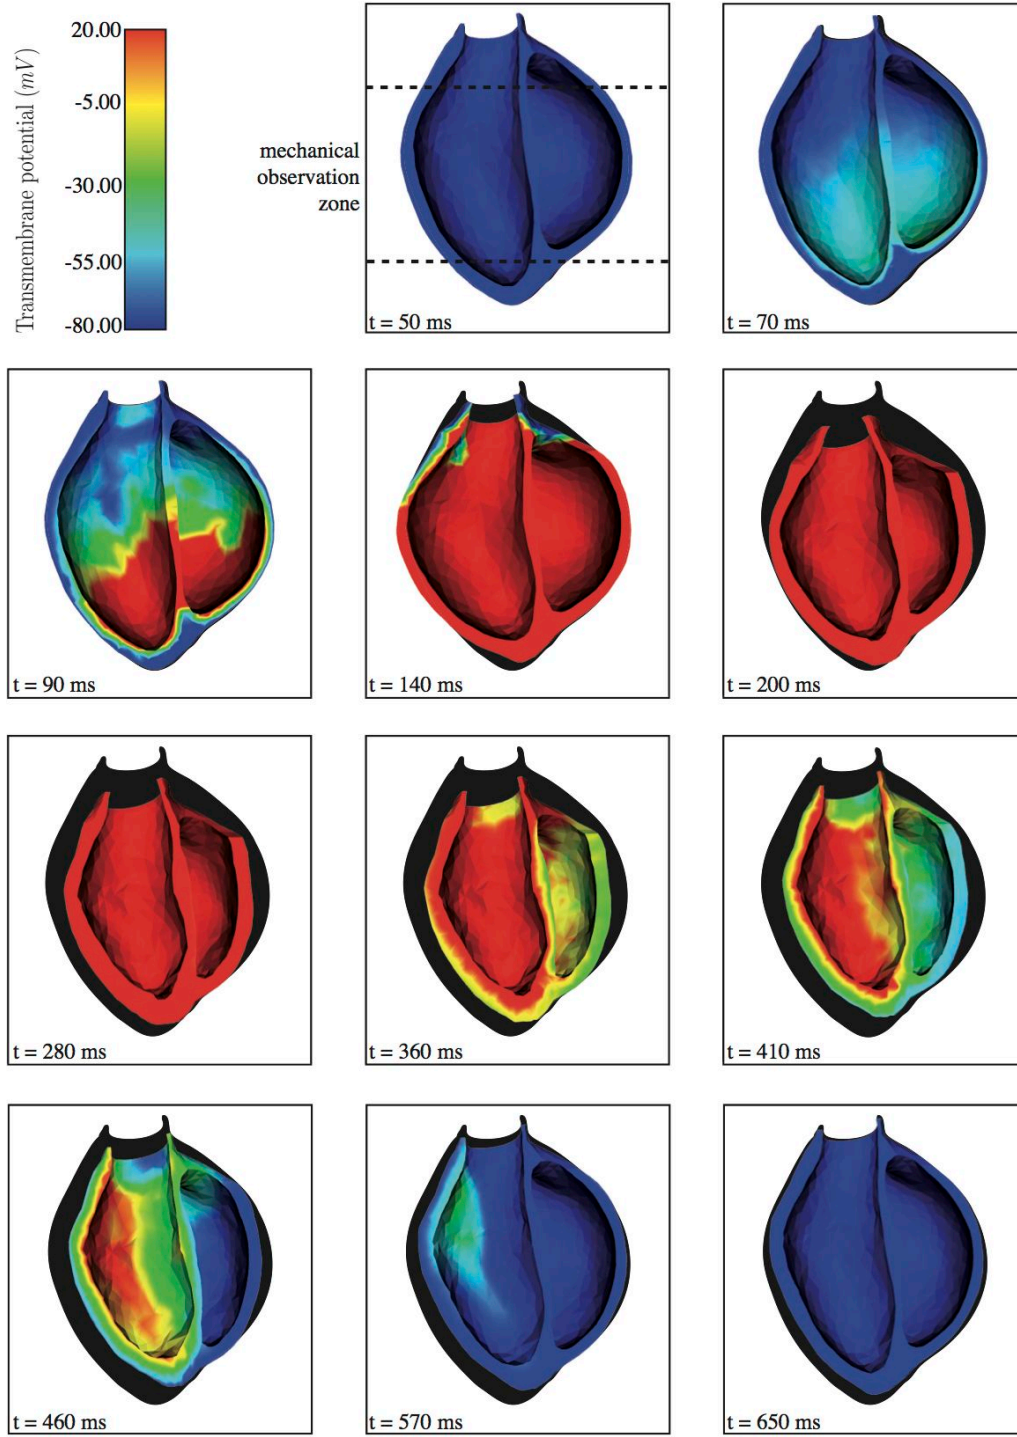 Transmembrane potential (mV)
20.00
-5.00
-30.00
-55.00
-80.00
mechanical
observation
zone
t = 50 ms
t = 70 ms
t = 90 ms
t = 140 ms
t = 200 ms
t = 280 ms
t = 360 ms
t = 410 ms
t = 460 ms
t = 570 ms
t = 650 ms